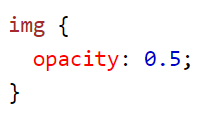 img {
  opacity: 0.5;
}